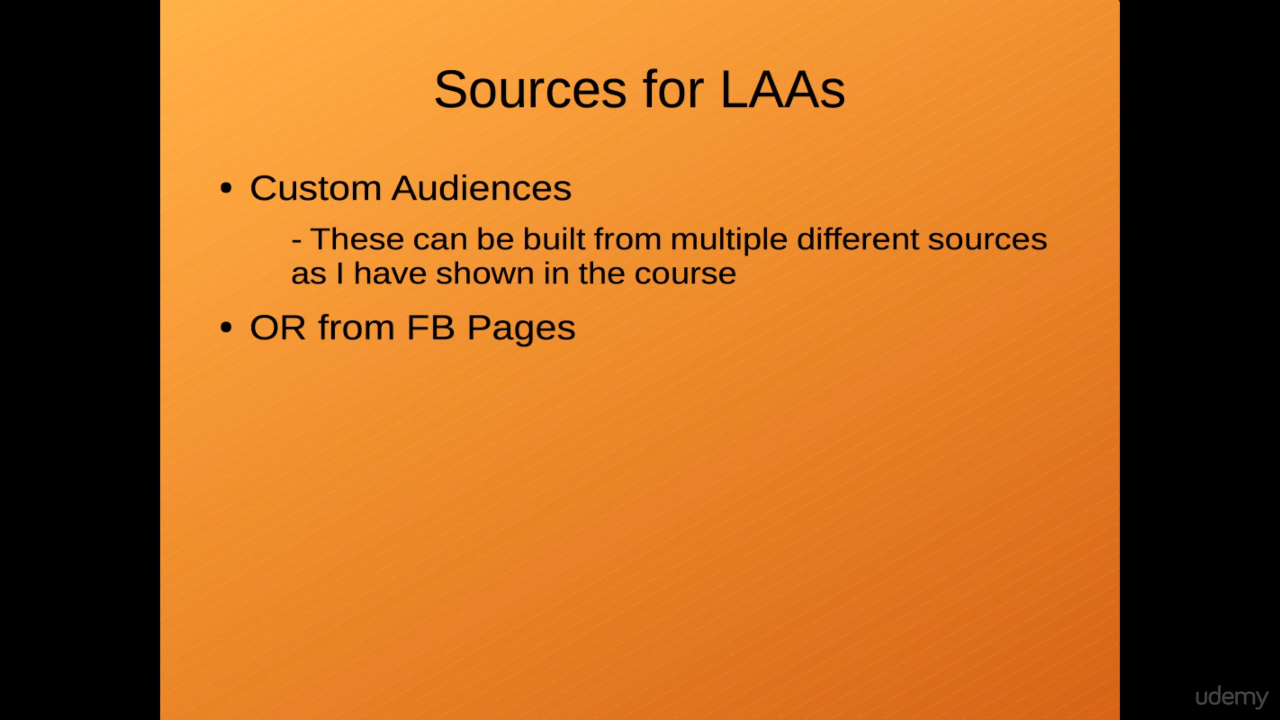 Sources for LAAs
• Custom Audiences
- These can be built from multiple different sources
as I have shown in the course
• OR from FB Pages
udemy